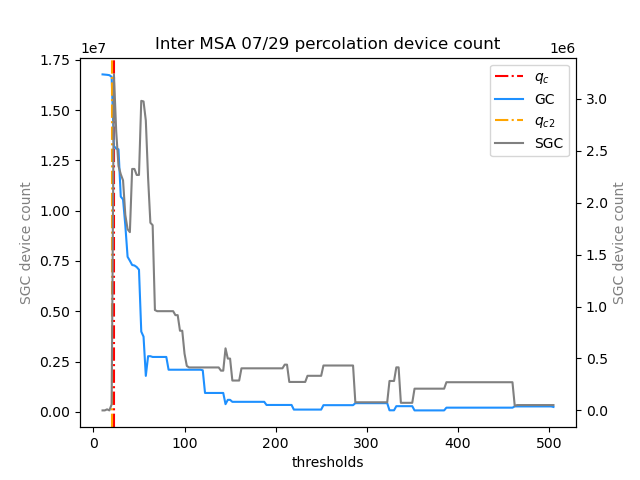 Inter MSA 07/29 percolation device count
1e7
1e6
1.75
1.50
1.25
1.00
0.75
0.50
0.25
0.00
SGC device count
3.0
2.5
2.0
1.5
1.0
0.5
0.0
SGC device count
q_c
GC
q_c2
SGC
0 100 200 300 400 500
thresholds